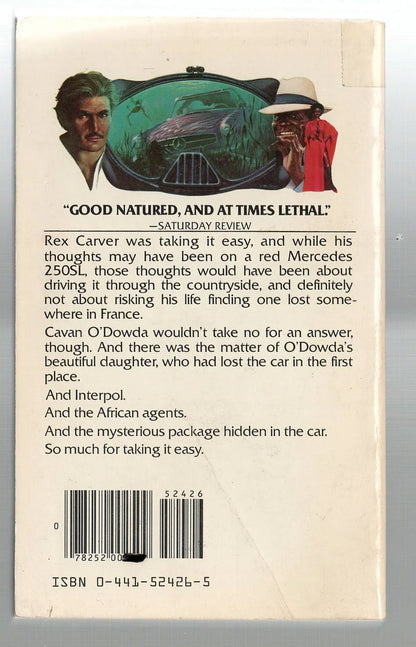 “GOOD NATURED, AND AT TIMES LETHAL.”
—SATURDAY REVIEW
Rex Carver was taking it easy, and while his
thoughts may have been on a red Mercedes
250SL, those thoughts would have been about
driving it through the countryside, and definitely
not about risking his life finding one lost some-
where in France.
Cavan O’Dowda wouldn’t take no for an answer,
though. And there was the matter of O’Dowda’s
beautiful daughter, who had lost the car in the first
place.
And Interpol.
And the African agents.
And the mysterious package hidden in the car.
So much for taking it easy.
52426
0
78252 00
ISBN 0-441-52426-5